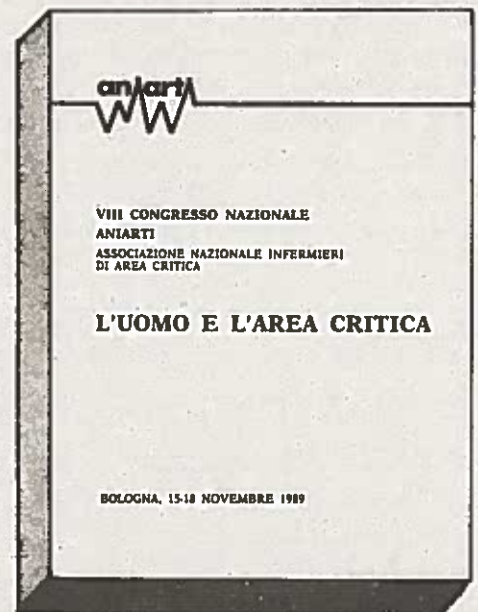 aniarti
VIII CONGRESSO NAZIONALE
ANIARTI
ASSOCIAZIONE NAZIONALE INFERMIERI
DI AREA CRITICA
L'UOMO E L'AREA CRITICA
BOLOGNA, 15-18 NOVEMBRE 1989